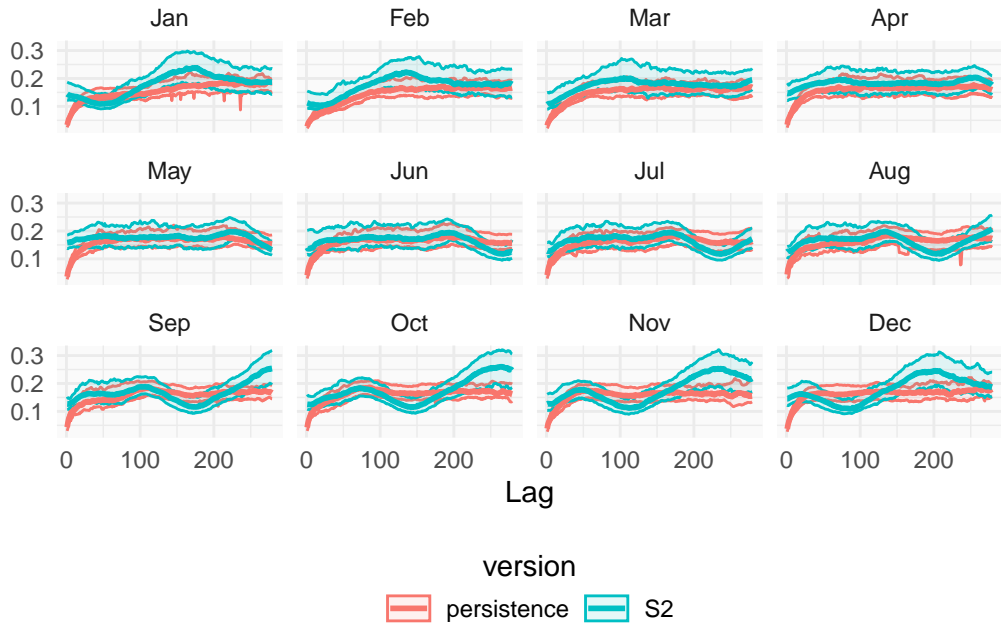 Jan Feb Mar Apr
0.3
0.2
0.1
May Jun Jul Aug
0.3
0.2
0.1
Sep Oct Nov Dec
0.3
0.2
0.1
0 100 200 0 100 200 0 100 200 0 100 200
Lag
version
persistence S2